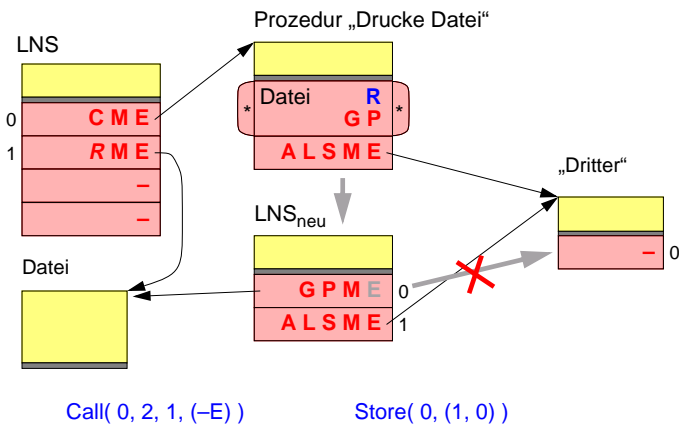 Prozedur „Drucke Datei“
LNS
Datei R
* G P *
0 C M E
1 R M E
A L S M E
–
–
„Dritter“
LNSneu
– 0
Datei
G P M E 0
A L S M E 1
Call( 0, 2, 1, (–E) )
Store( 0, (1, 0) )